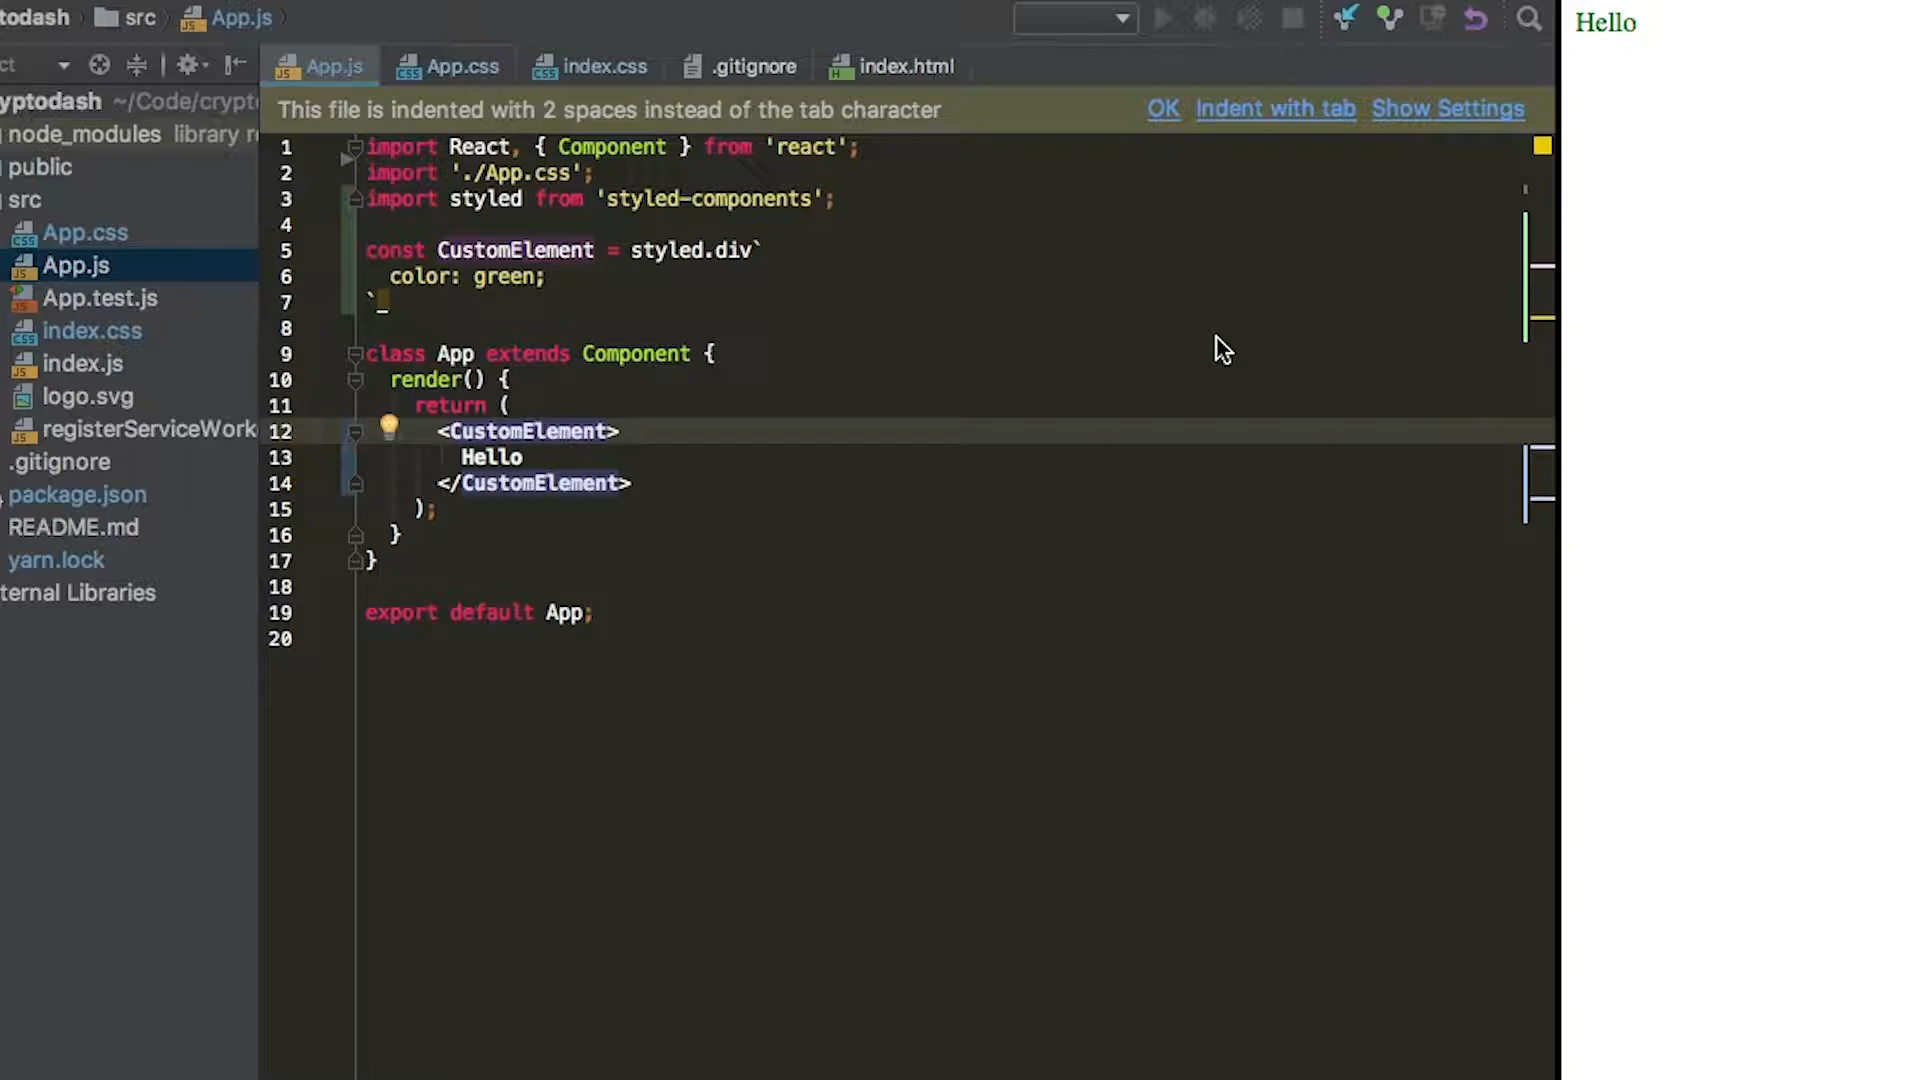 todash src App.js
ct
App.js App.css index.css .gitignore index.html
This file is indented with 2 spaces instead of the tab character OK Indent with tab Show Settings
yptodash ~/Code/crypt
node_modules library r
public
src
App.css
App.js
App.test.js
index.css
index.js
logo.svg
registerServiceWork
.gitignore
package.json
README.md
yarn.lock
ternal Libraries
1 import React, { Component } from 'react';
2 import './App.css';
3 import styled from 'styled-components';
4
5 const CustomElement = styled.div`
6 color: green;
7 `
8
9 class App extends Component {
10 render() {
11 return (
12 <CustomElement>
13 Hello
14 </CustomElement>
15 );
16 }
17 }
18
19 export default App;
20
Hello